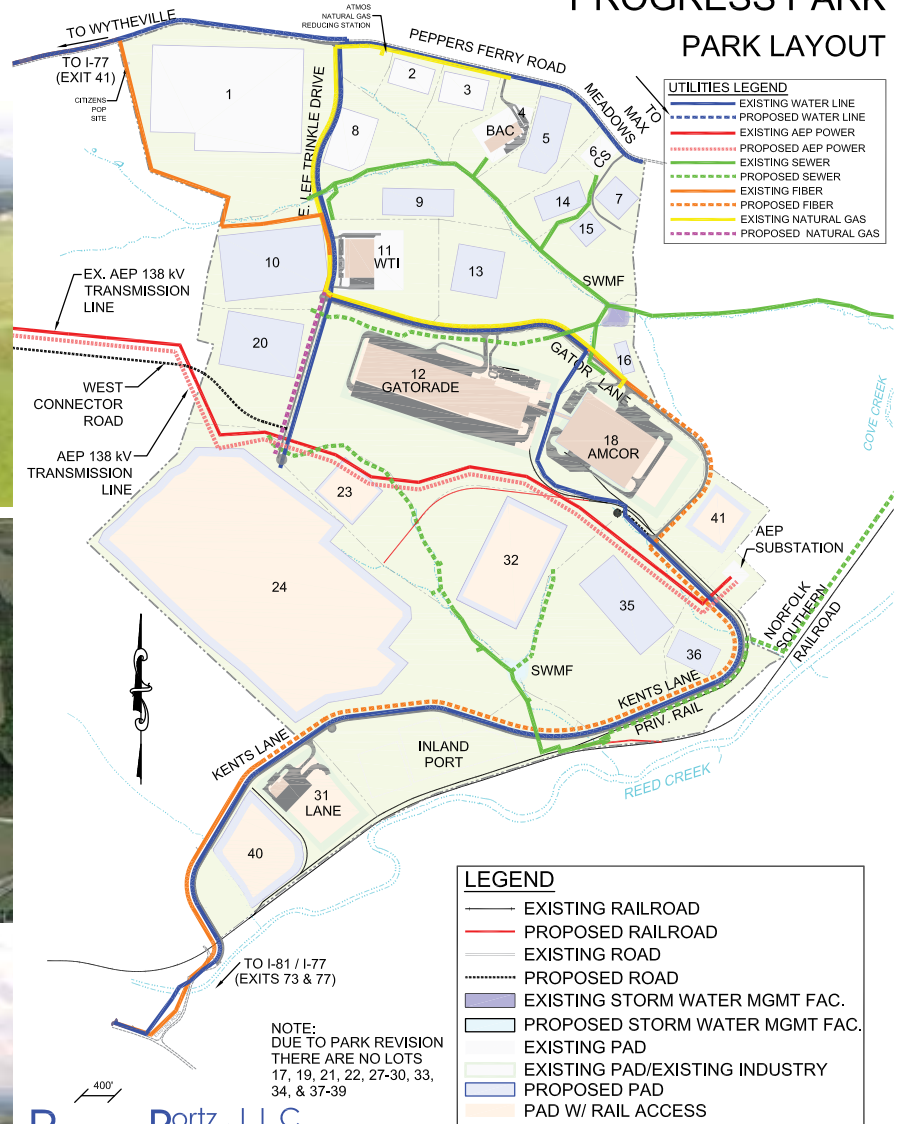 PROGRESS PARK
PARK LAYOUT
UTILITIES LEGEND
EXISTING WATER LINE
PROPOSED WATER LINE
EXISTING AEP POWER
PROPOSED AEP POWER
EXISTING SEWER
PROPOSED SEWER
EXISTING FIBER
PROPOSED FIBER
EXISTING NATURAL GAS
PROPOSED NATURAL GAS
TO WYTHEVILLE
TO I-77
(EXIT 41)
CITIZENS
POP
SITE
ATMOS
NATURAL GAS
REDUCING STATION
PEPPERS FERRY ROAD
TO
MAX
MEADOWS
E. LEE TRINKLE DRIVE
1
2
3
4
BAC
5
6
CS
7
8
9
14
15
10
11
WTI
13
SWMF
EX. AEP 138 kV
TRANSMISSION
LINE
20
16
GATOR LANE
12
GATORADE
18
AMCOR
COVE CREEK
WEST
CONNECTOR
ROAD
AEP 138 kV
TRANSMISSION
LINE
23
41
AEP
SUBSTATION
24
32
35
36
NORFOLK
SOUTHERN
RAILROAD
SWMF
KENTS LANE
PRIV. RAIL
KENTS LANE
INLAND
PORT
REED CREEK
31
LANE
40
TO I-81 / I-77
(EXITS 73 & 77)
NOTE:
DUE TO PARK REVISION
THERE ARE NO LOTS
17, 19, 21, 22, 27-30, 33,
34, & 37-39
400'
LEGEND
EXISTING RAILROAD
PROPOSED RAILROAD
EXISTING ROAD
PROPOSED ROAD
EXISTING STORM WATER MGMT FAC.
PROPOSED STORM WATER MGMT FAC.
EXISTING PAD
EXISTING PAD/EXISTING INDUSTRY
PROPOSED PAD
PAD W/ RAIL ACCESS
Portz, LLC